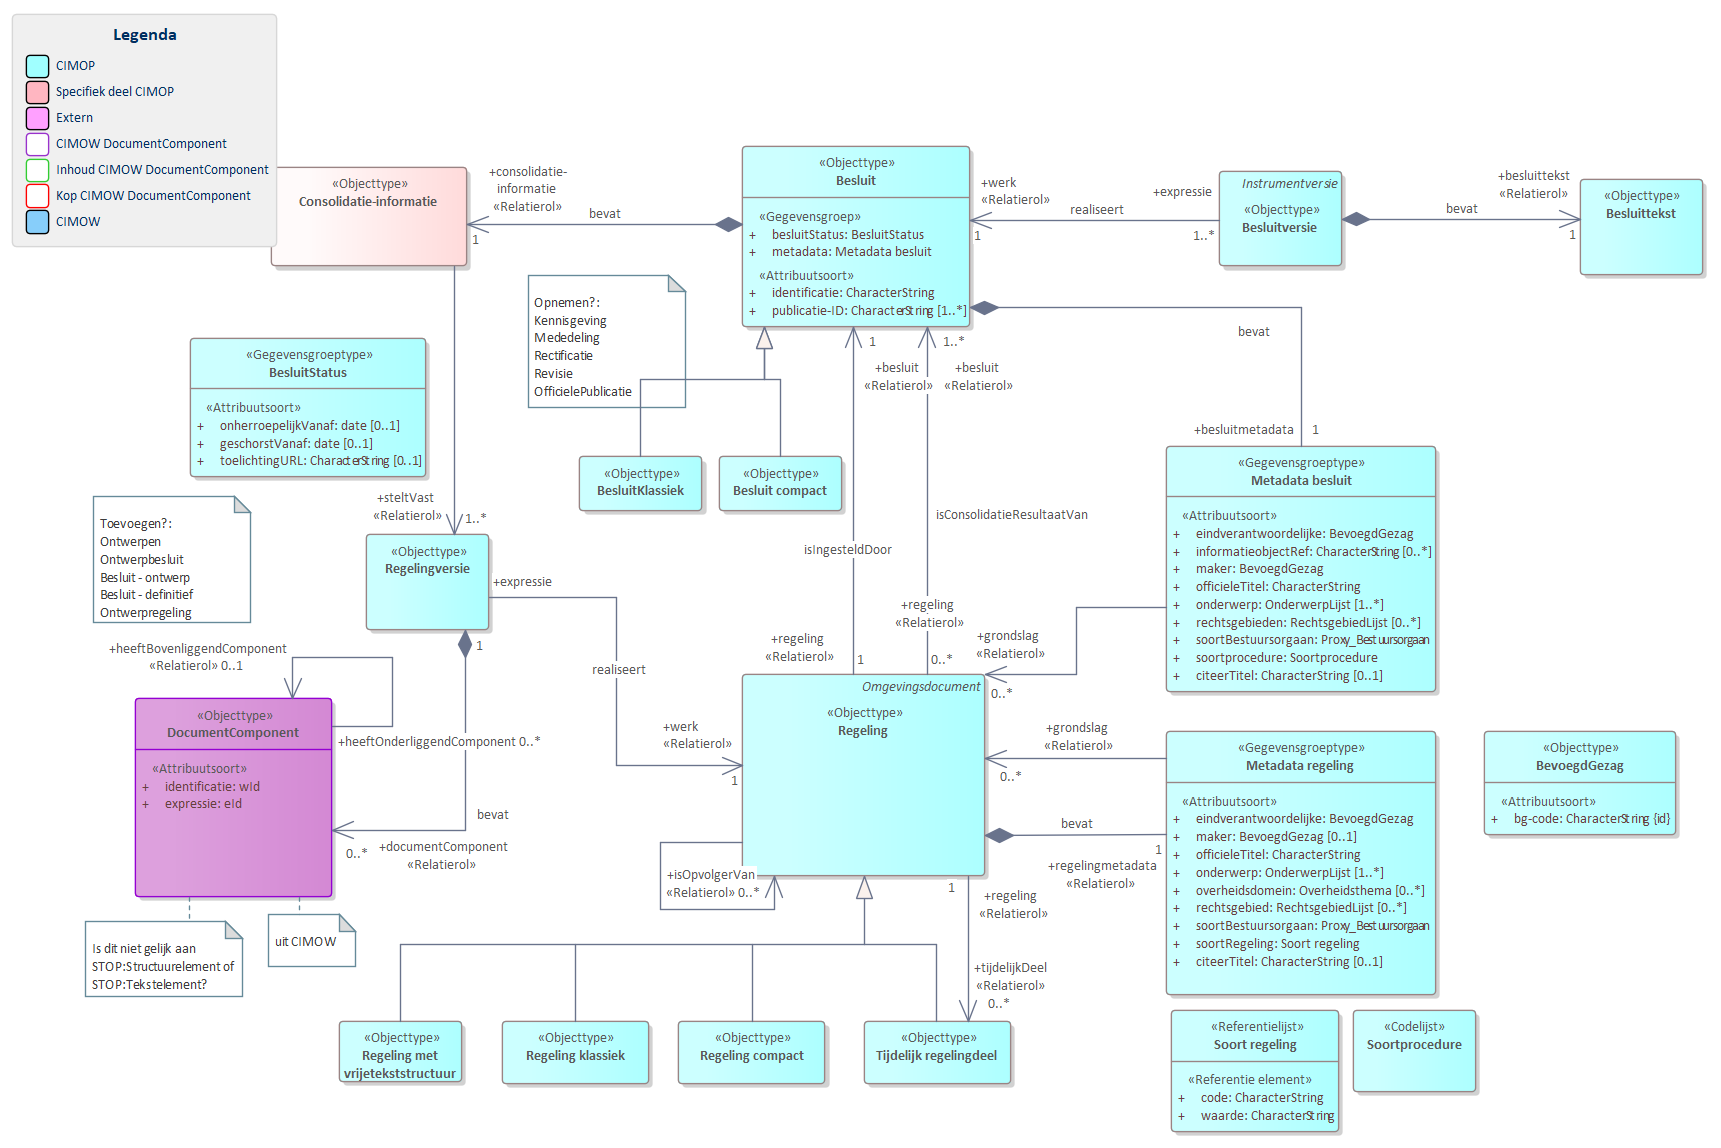 Legenda
CIMOP
Specifiek deel CIMOP
Extern
CIMOW DocumentComponent
Inhoud CIMOW DocumentComponent
Kop CIMOW DocumentComponent
CIMOW
«Objecttype»
Consolidatie-informatie
+consolidatie-
informatie
«Relatierol»
bevat
1
«Objecttype»
Besluit
«Gegevensgroep»
+ besluitStatus: BesluitStatus
+ metadata: Metadata besluit
«Attribuutsoort»
+ identificatie: CharacterString
+ publicatie-ID: CharacterString [1..*]
+werk
«Relatierol»
1
realiseert
+expressie
1..*
Instrumentversie
«Objecttype»
Besluitversie
bevat
+besluittekst
«Relatierol»
1
«Objecttype»
Besluittekst
Opnemen?:
Kennisgeving
Mededeling
Rectificatie
Revisie
OfficielePublicatie
bevat
+besluitmetadata 1
«Gegevensgroeptype»
BesluitStatus
«Attribuutsoort»
+ onherroepelijkVanaf: date [0..1]
+ geschorstVanaf: date [0..1]
+ toelichtingURL: CharacterString [0..1]
1
+besluit
«Relatierol»
1..*
+besluit
«Relatierol»
«Objecttype»
BesluitKlassiek
«Objecttype»
Besluit compact
+steltVast
«Relatierol»
1..*
Toevoegen?:
Ontwerpen
Ontwerpbesluit
Besluit - ontwerp
Besluit - definitief
Ontwerpregeling
«Objecttype»
Regelingversie
+expressie
isIngesteldDoor
isConsolidatieResultaatVan
«Gegevensgroeptype»
Metadata besluit
«Attribuutsoort»
+ eindverantwoordelijke: BevoegdGezag
+ informatieobjectRef: CharacterString [0..*]
+ maker: BevoegdGezag
+ officieleTitel: CharacterString
+ onderwerp: OnderwerpLijst [1..*]
+ rechtsgebieden: RechtsgebiedLijst [0..*]
+ soortBestuursorgaan: Proxy_Bestuursorgaan
+ soortprocedure: Soortprocedure
+ citeerTitel: CharacterString [0..1]
+heeftBovenliggendComponent
«Relatierol» 0..1
1
realiseert
+regeling
«Relatierol»
1
+regeling
«Relatierol»
0..*
+grondslag
«Relatierol»
0..*
«Objecttype»
DocumentComponent
«Attribuutsoort»
+ identificatie: wId
+ expressie: eId
+heeftOnderliggendComponent 0..*
bevat
0..*
+documentComponent
«Relatierol»
+werk
«Relatierol»
1
Omgevingsdocument
«Objecttype»
Regeling
+grondslag
«Relatierol»
0..*
bevat
1
+regelingmetadata
«Relatierol»
«Gegevensgroeptype»
Metadata regeling
«Attribuutsoort»
+ eindverantwoordelijke: BevoegdGezag
+ maker: BevoegdGezag [0..1]
+ officieleTitel: CharacterString
+ onderwerp: OnderwerpLijst [1..*]
+ overheidsdomein: Overheidsthema [0..*]
+ rechtsgebied: RechtsgebiedLijst [0..*]
+ soortBestuursorgaan: Proxy_Bestuursorgaan
+ soortRegeling: Soort regeling
+ citeerTitel: CharacterString [0..1]
«Objecttype»
BevoegdGezag
«Attribuutsoort»
+ bg-code: CharacterString {id}
+isOpvolgerVan
«Relatierol» 0..*
1
+regeling
«Relatierol»
+tijdelijkDeel
«Relatierol»
0..*
Is dit niet gelijk aan
STOP:Structuurelement of
STOP:Tekstelement?
uit CIMOW
«Objecttype»
Regeling met
vrijetekststructuur
«Objecttype»
Regeling klassiek
«Objecttype»
Regeling compact
«Objecttype»
Tijdelijk regelingdeel
«Referentielijst»
Soort regeling
«Referentie element»
+ code: CharacterString
+ waarde: CharacterString
«Codelijst»
Soortprocedure